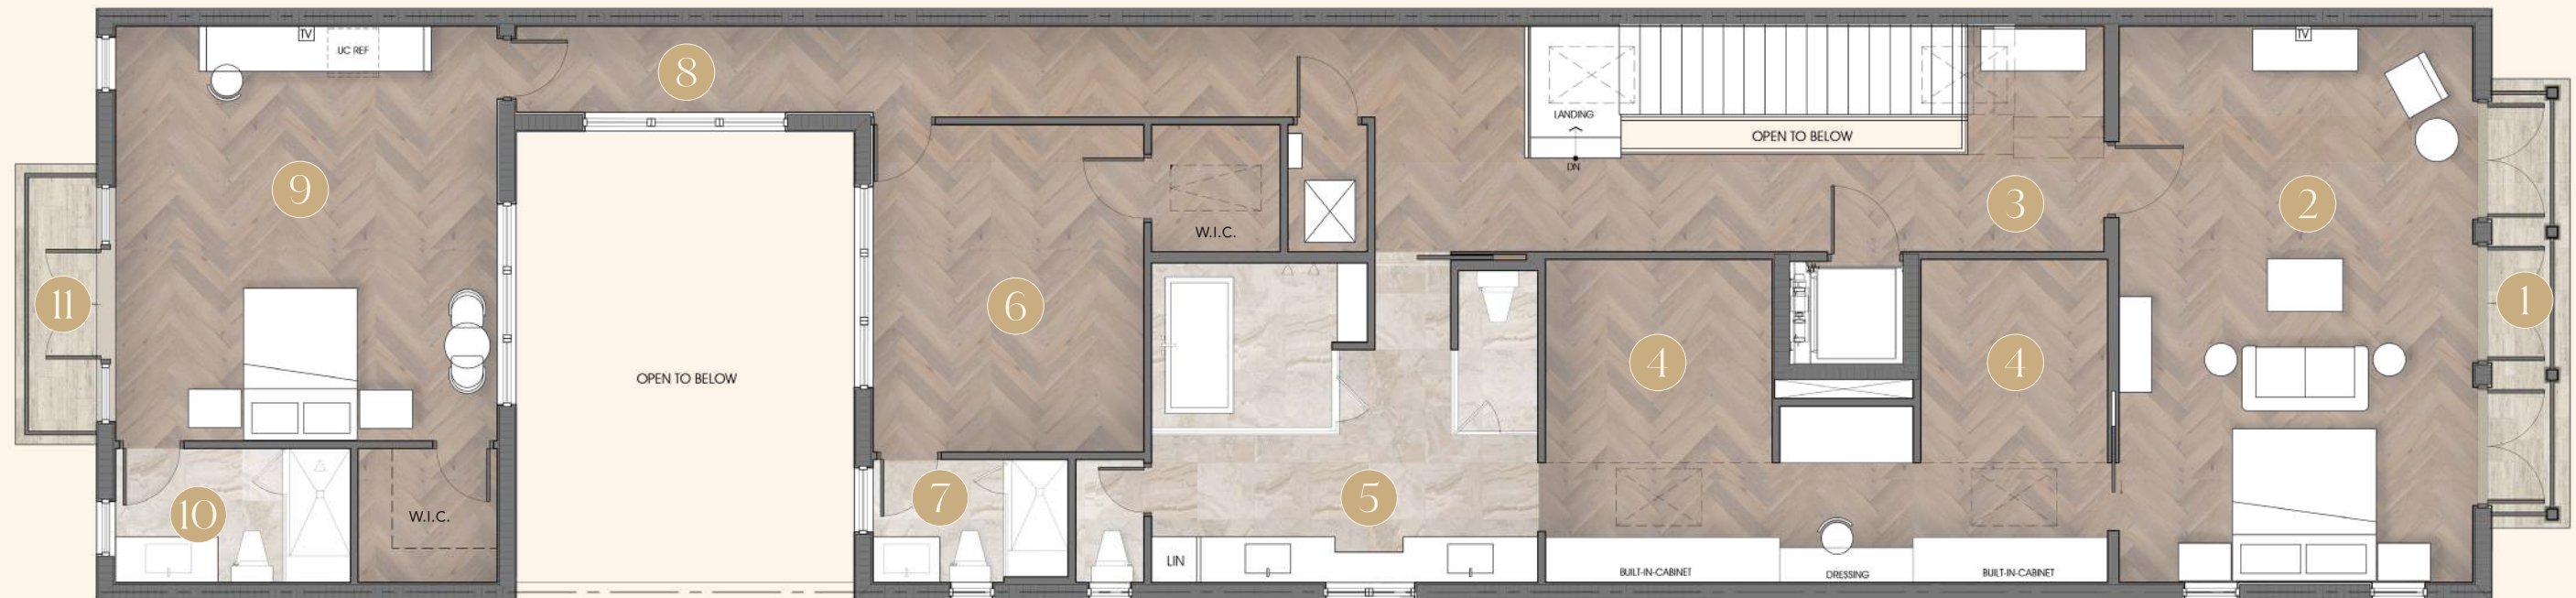 TV
UC REF
8
LANDING
DN
OPEN TO BELOW
TV
9
W.I.C.
3
2
11
6
1
OPEN TO BELOW
4
4
10
W.I.C.
7
5
LIN
BUILT-IN-CABINET
DRESSING
BUILT-IN-CABINET